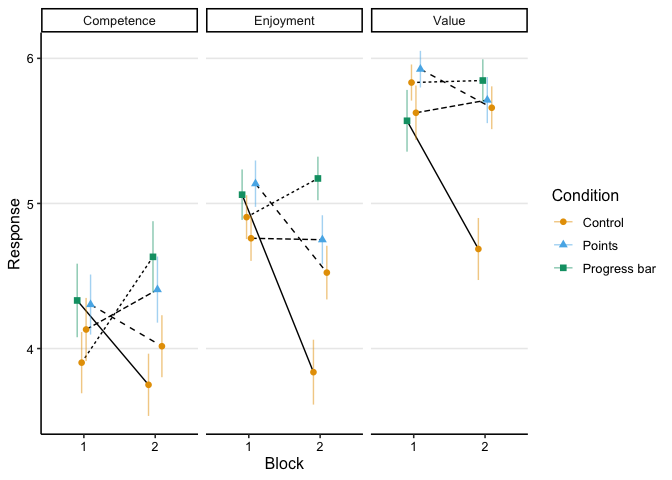 Competence
Enjoyment
Value
6
5
4
Response
1
2
1
2
1
2
Block
Condition
Control
Points
Progress bar